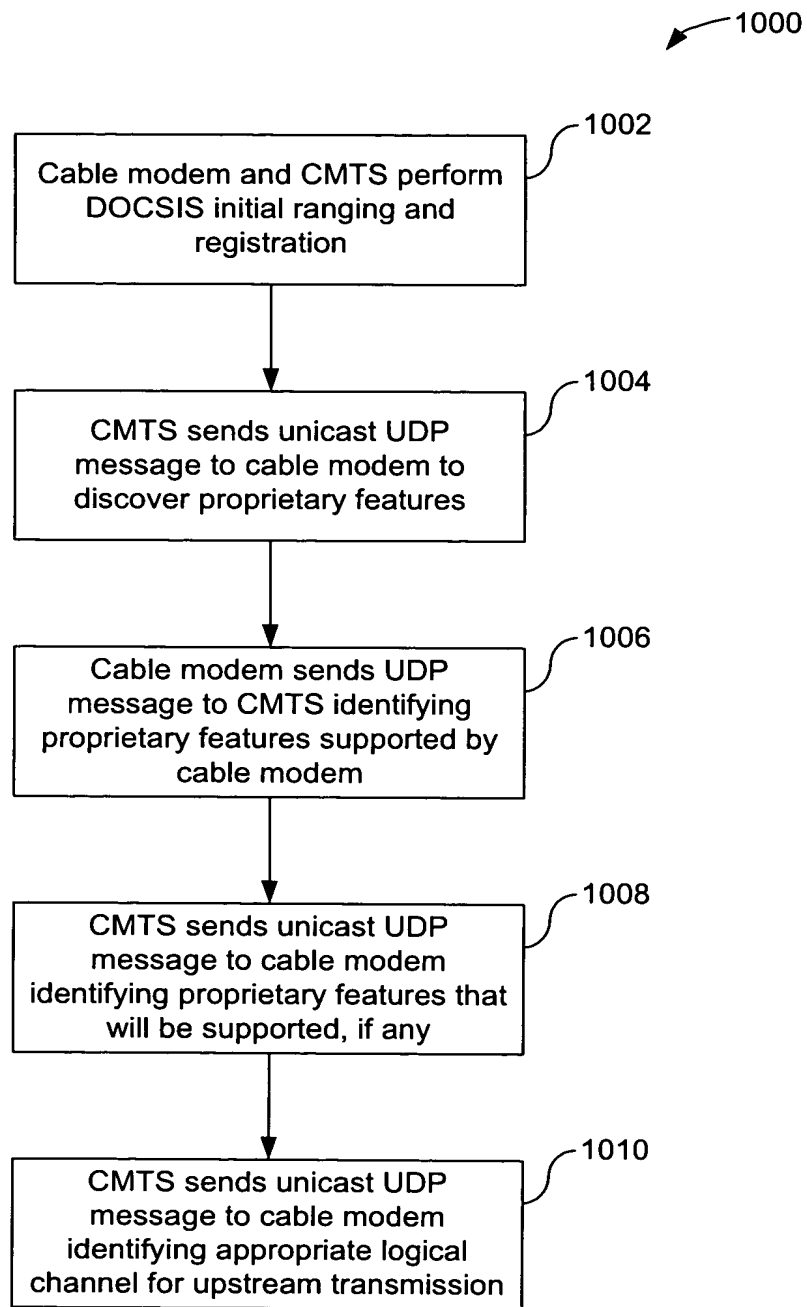 1000
1002
Cable modem and CMTS perform
DOCSIS initial ranging and
registration
1004
CMTS sends unicast UDP
message to cable modem to
discover proprietary features
1006
Cable modem sends UDP
message to CMTS identifying
proprietary features supported by
cable modem
1008
CMTS sends unicast UDP
message to cable modem
identifying proprietary features that
will be supported, if any
1010
CMTS sends unicast UDP
message to cable modem
identifying appropriate logical
channel for upstream transmission